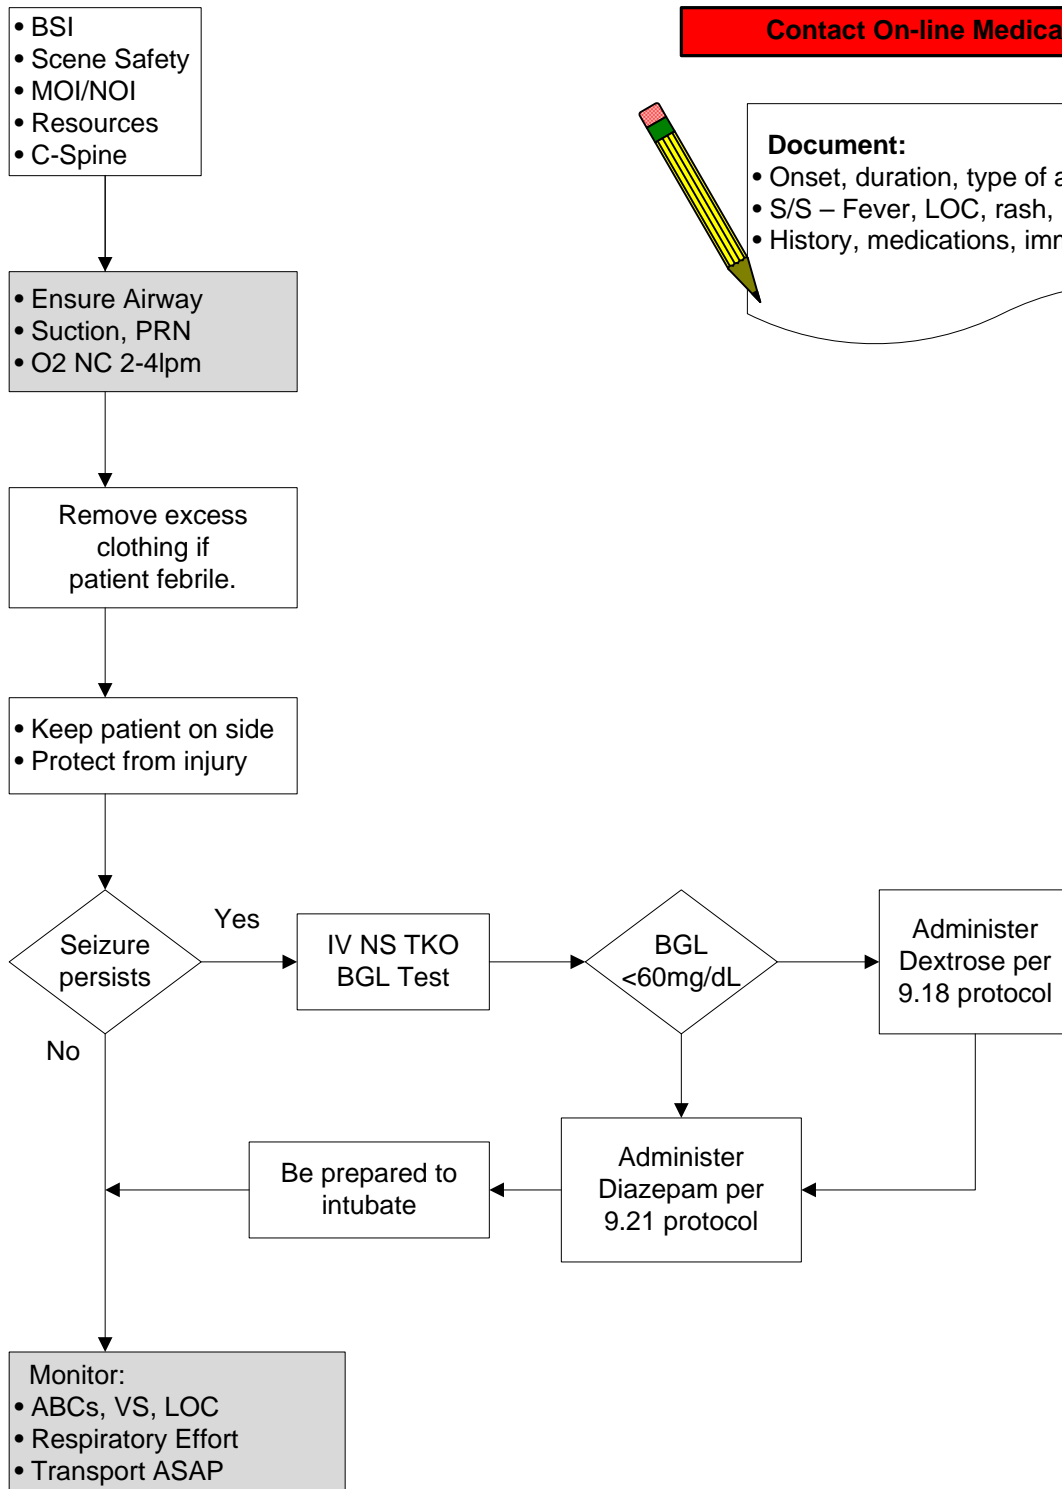 • BSI
• Scene Safety
• MOI/NOI
• Resources
• C-Spine
Contact On-line
Document:
• Onset, duration, type of
• S/S – Fever, LOC, rash,
• History, medications,
• Ensure Airway
• Suction, PRN
• O2 NC 2-4lpm
Remove excess
clothing if
patient febrile.
• Keep patient on side
• Protect from injury
Seizure
persists
Yes
No
IV NS TKO
BGL Test
BGL
<60mg/dL
Administer
Dextrose per
9.18 protocol
Administer
Diazepam per
9.21 protocol
Be prepared to
intubate
Monitor:
• ABCs, VS, LOC
• Respiratory Effort
• Transport ASAP